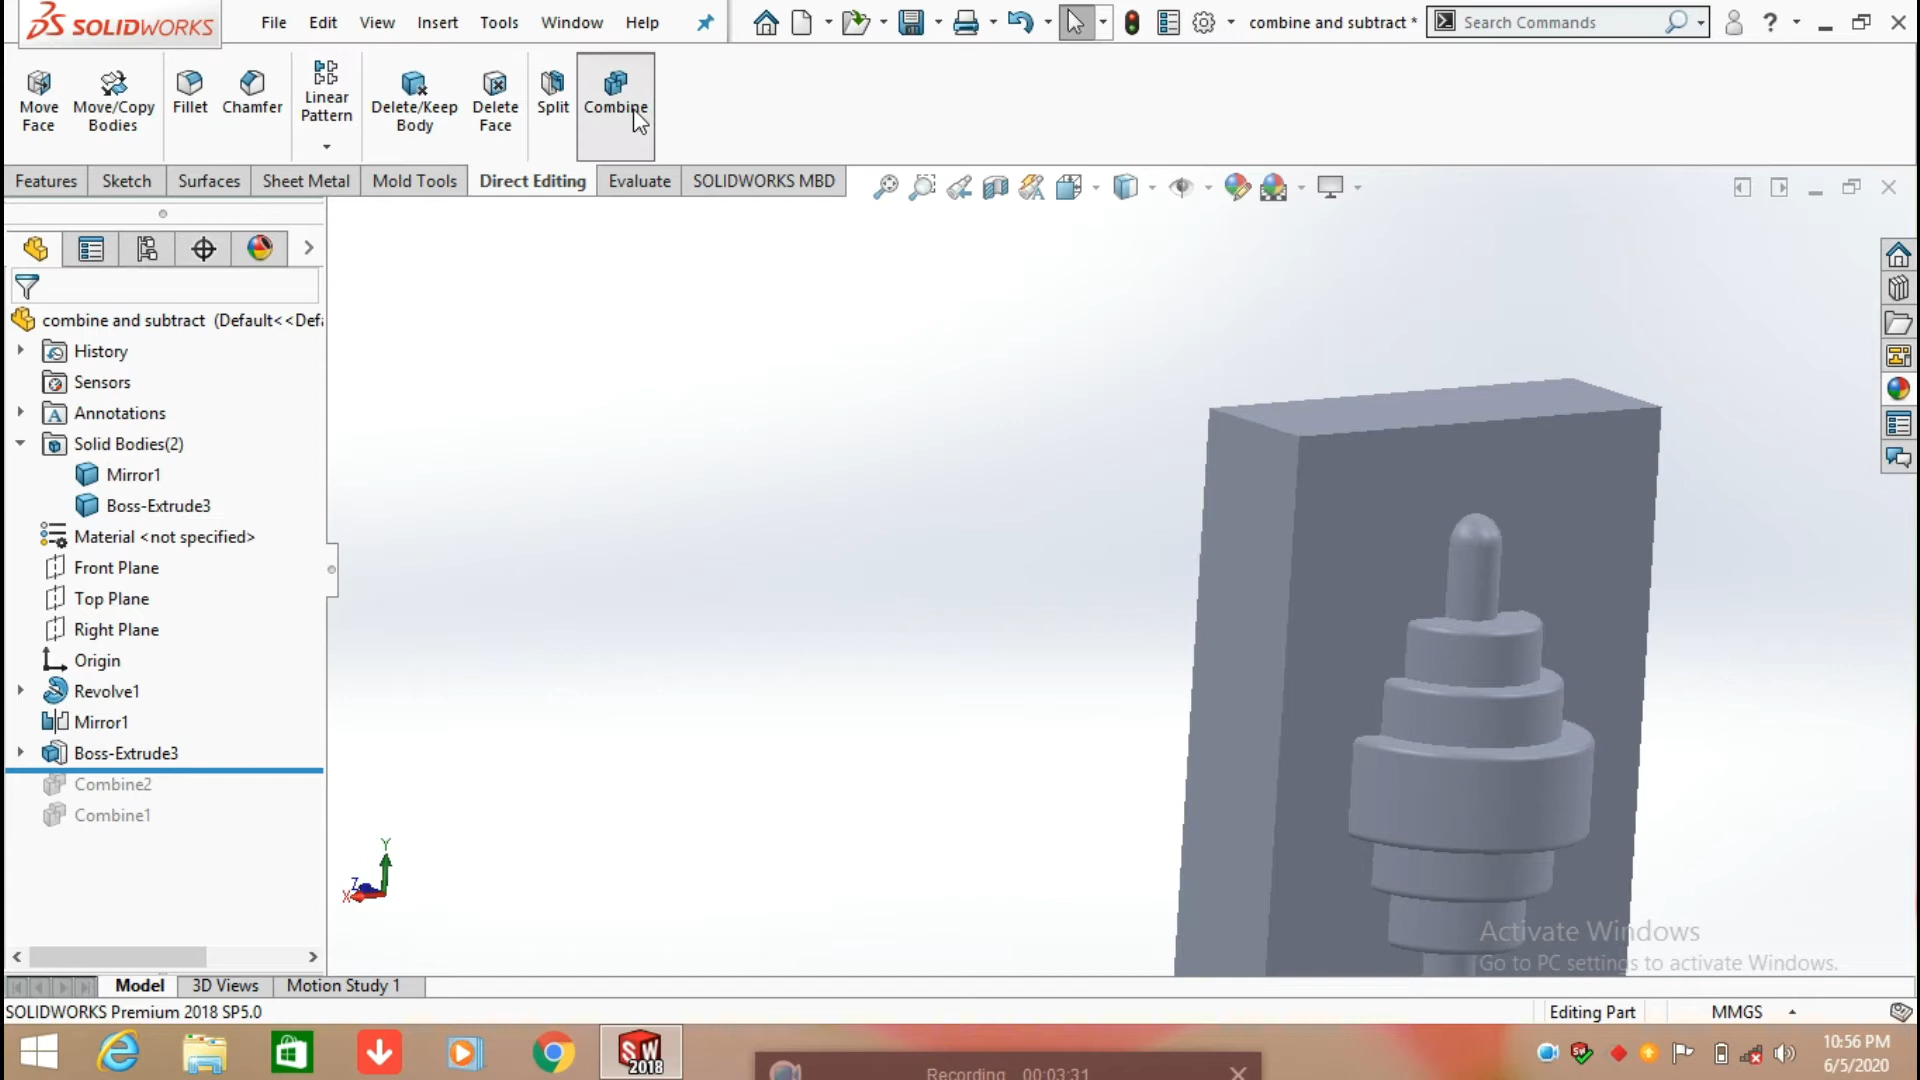 SOLIDWORKS
File Edit View Insert Tools Window Help
combine and subtract *
Search Commands
?
Move Face
Move/Copy Bodies
Fillet
Chamfer
Linear Pattern
Delete/Keep Body
Delete Face
Split
Combine
Features Sketch Surfaces Sheet Metal Mold Tools Direct Editing Evaluate SOLIDWORKS MBD
combine and subtract (Default<<Def
History
Sensors
Annotations
Solid Bodies(2)
Mirror1
Boss-Extrude3
Material <not specified>
Front Plane
Top Plane
Right Plane
Origin
Revolve1
Mirror1
Boss-Extrude3
Combine2
Combine1
Y
Z
X
Activate Windows
Go to PC settings to activate Windows.
Model 3D Views Motion Study 1
SOLIDWORKS Premium 2018 SP5.0
Editing Part
MMGS
SW
2018
Recording 00:03:31
10:56 PM
6/5/2020